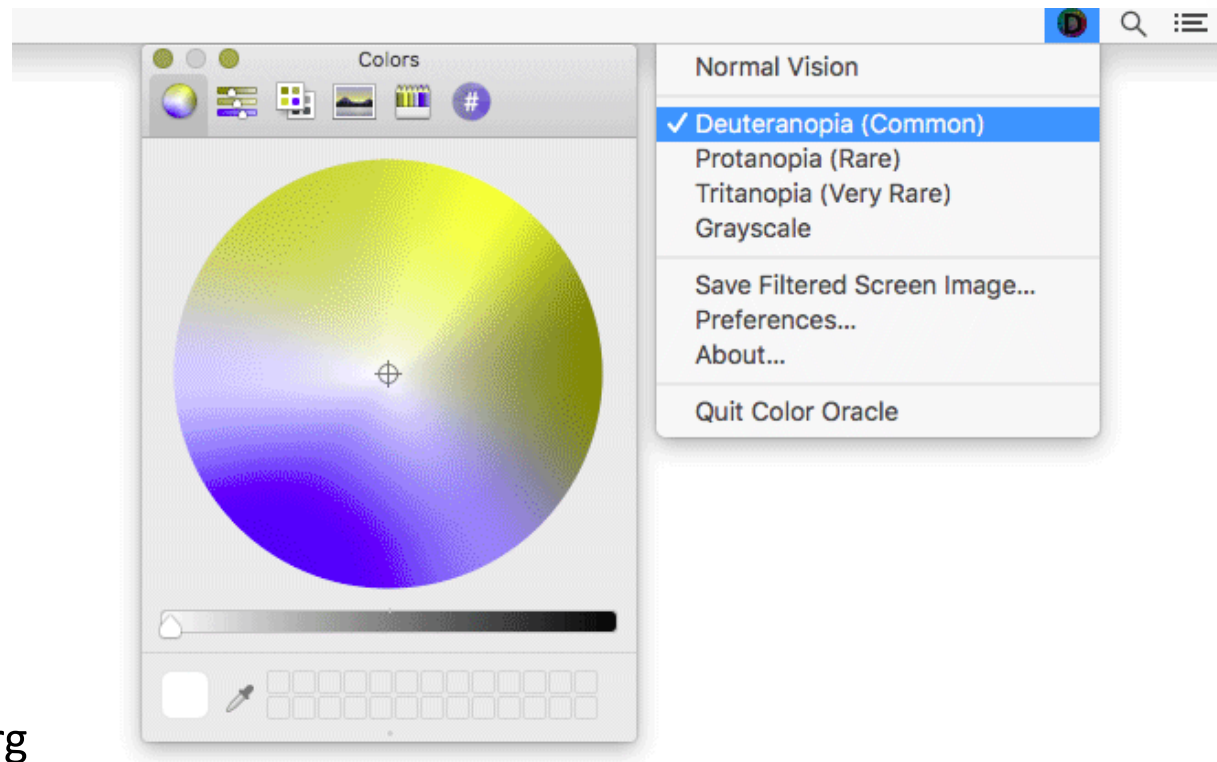 D
Colors
#
Normal Vision
✓ Deuteranopia (Common)
Protanopia (Rare)
Tritanopia (Very Rare)
Grayscale
Save Filtered Screen Image...
Preferences...
About...
Quit Color Oracle
rg